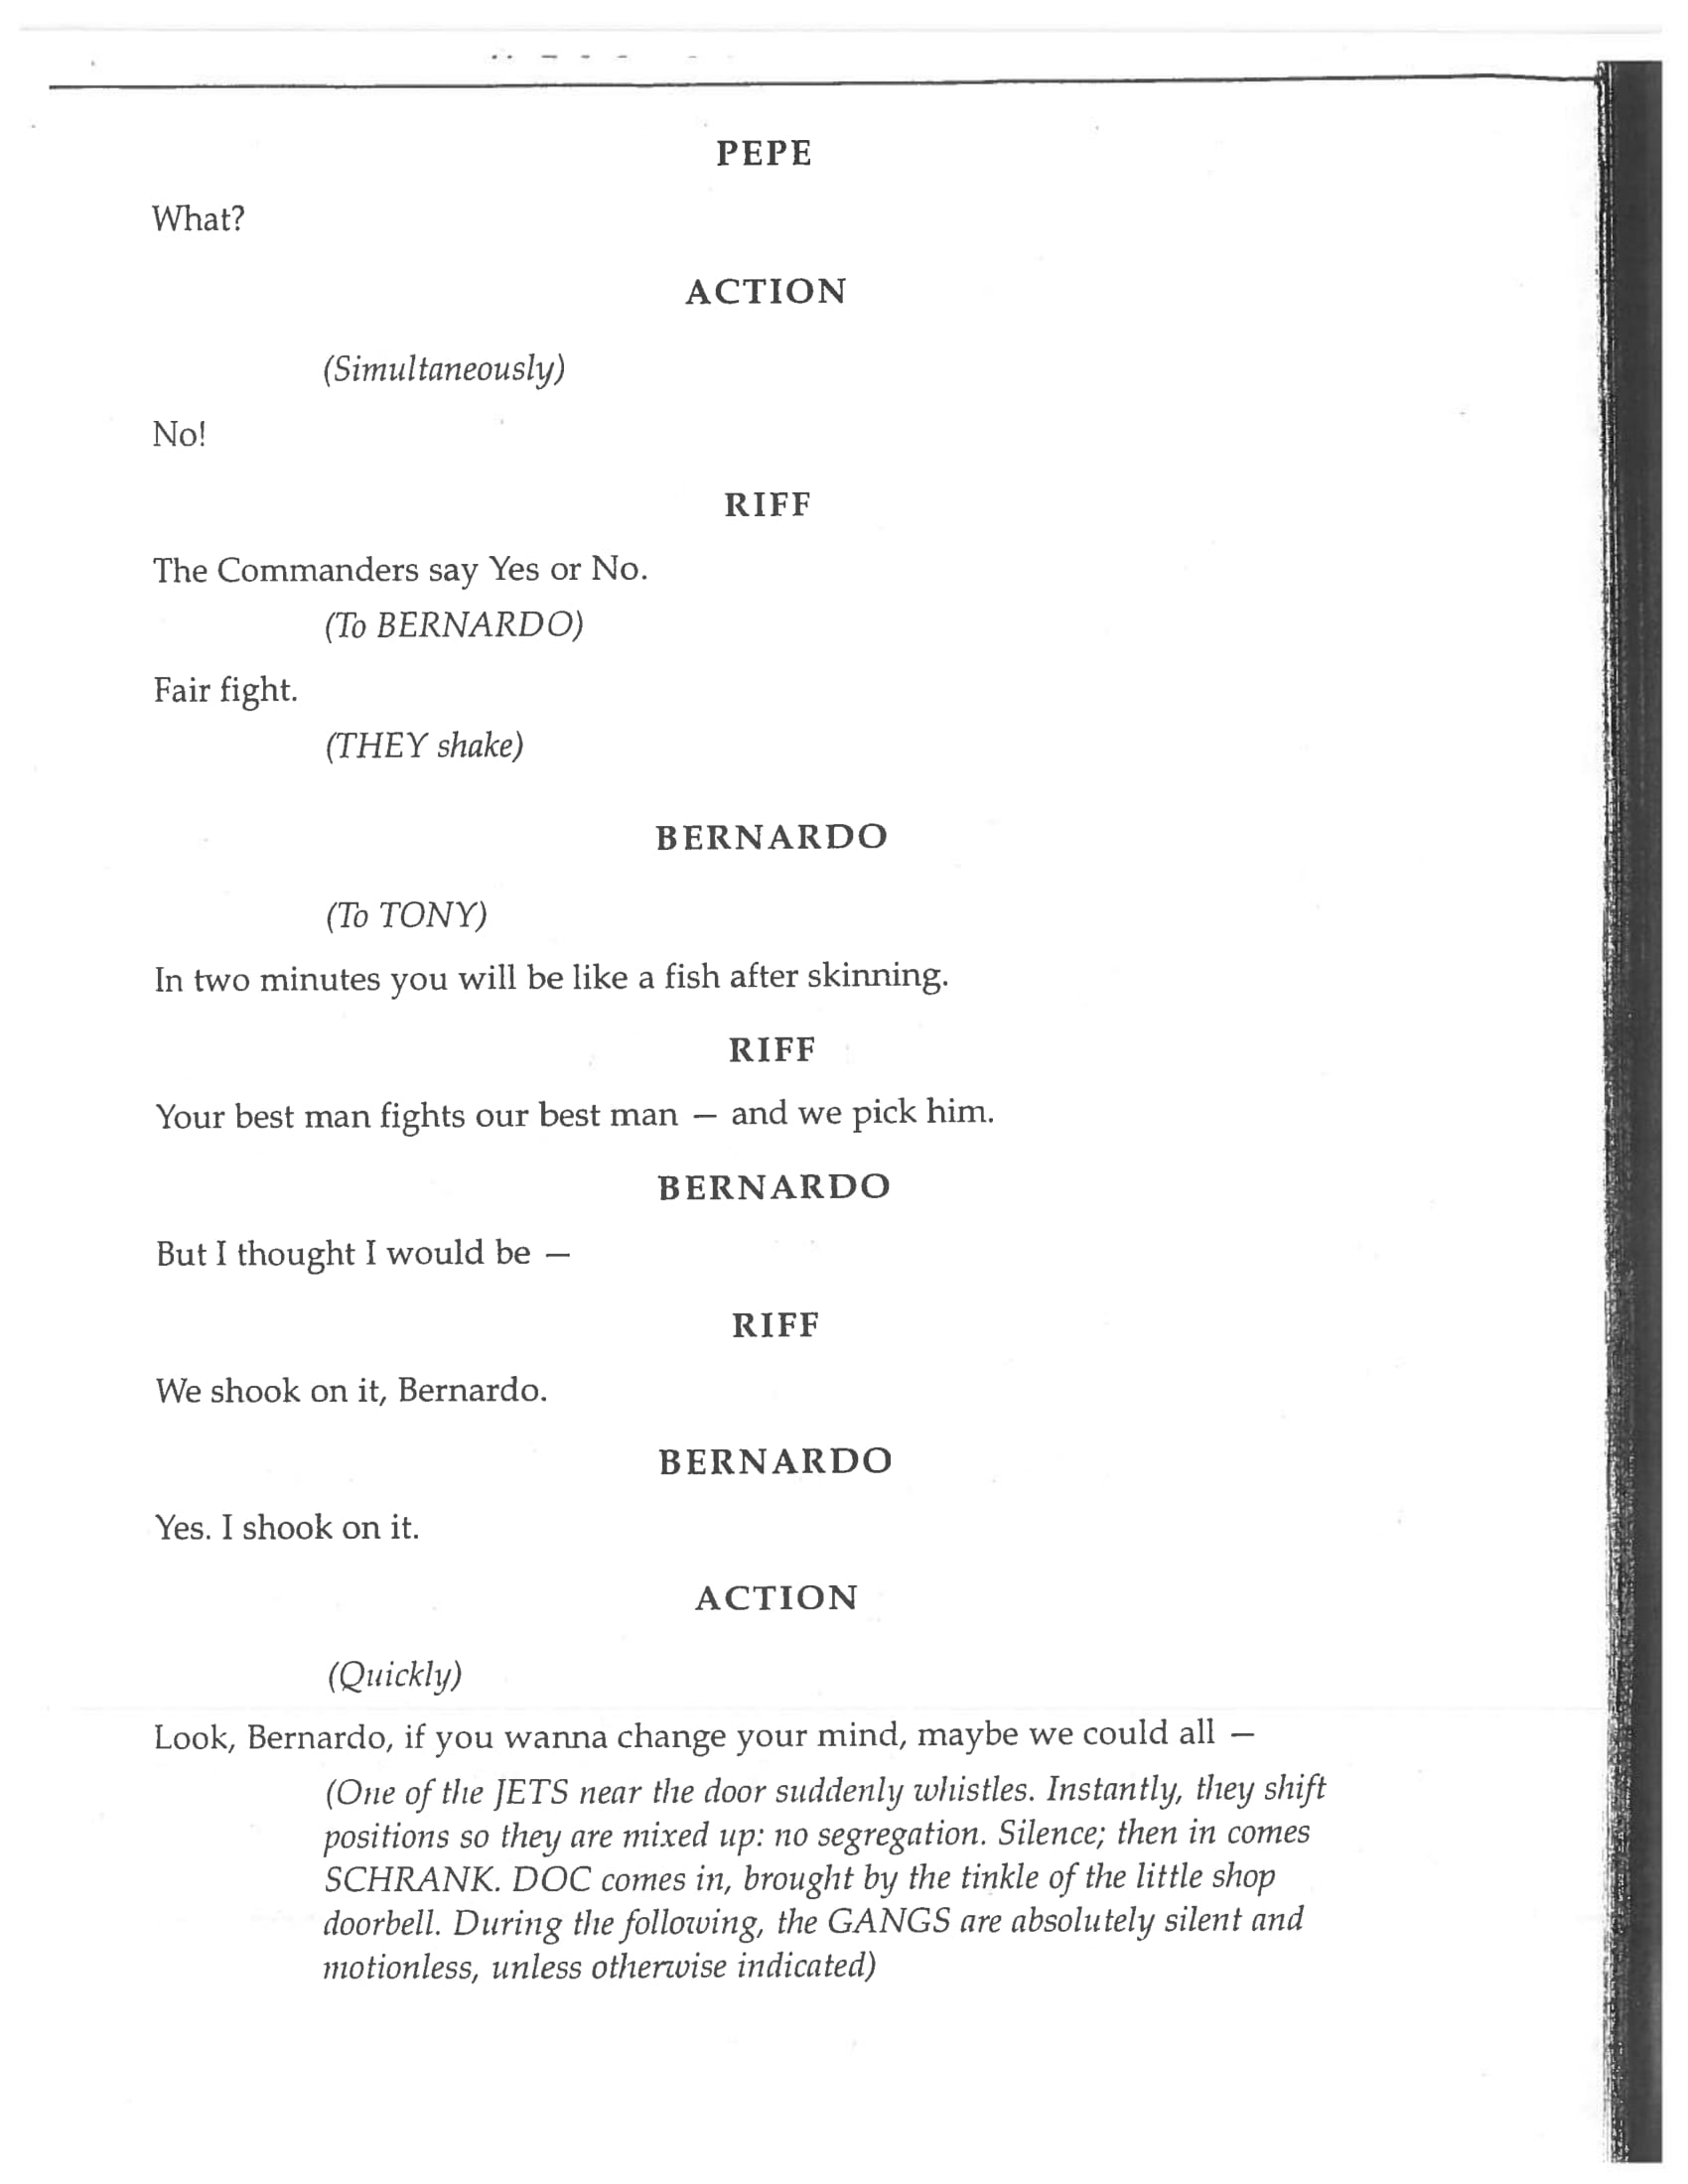 PEPE
What?
ACTION
(Simultaneously)
No!
RIFF
The Commanders say Yes or No.
(To BERNARDO)
Fair fight.
(THEY shake)
BERNARDO
(To TONY)
In two minutes you will be like a fish after skinning.
RIFF
Your best man fights our best man — and we pick him.
BERNARDO
But I thought I would be —
RIFF
We shook on it, Bernardo.
BERNARDO
Yes. I shook on it.
ACTION
(Quickly)
Look, Bernardo, if you wanna change your mind, maybe we could all —
(One of the JETS near the door suddenly whistles. Instantly, they shift
positions so they are mixed up: no segregation. Silence; then in comes
SCHRANK. DOC comes in, brought by the tinkle of the little shop
doorbell. During the following, the GANGS are absolutely silent and
motionless, unless otherwise indicated)